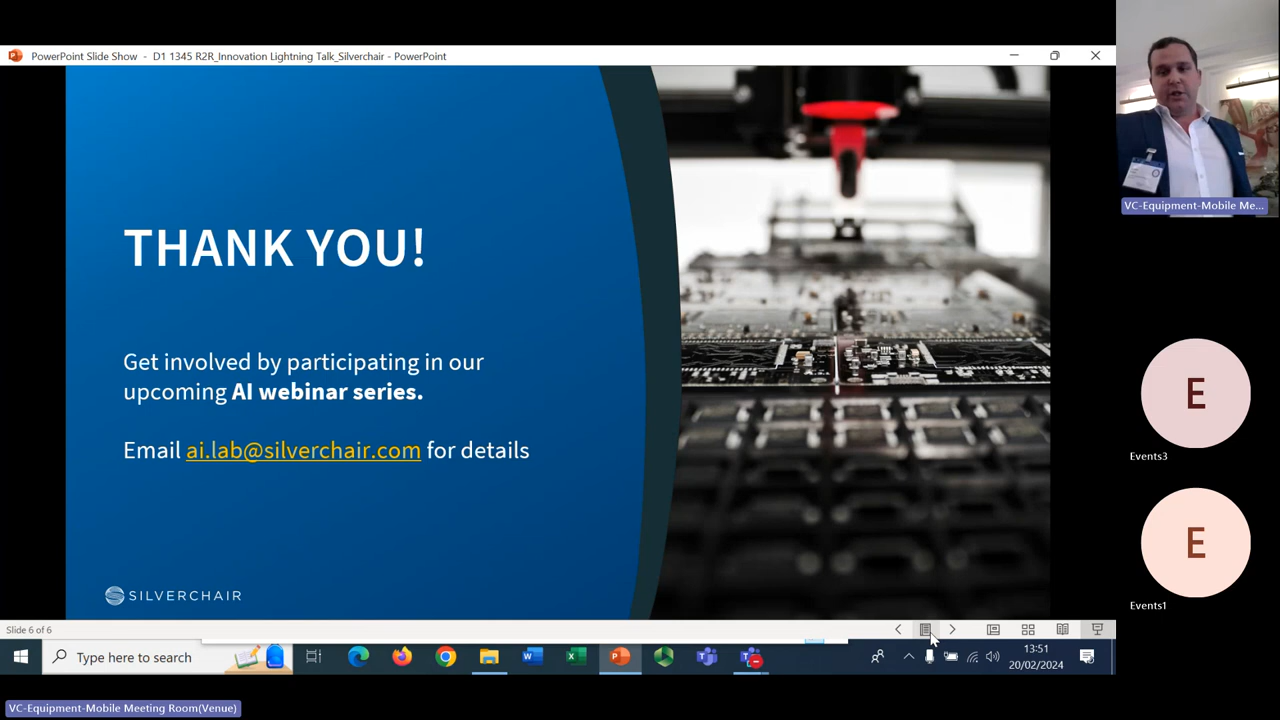 PowerPoint Slide Show - D1 1345 R2R_Innovation Lightning Talk_Silverchair - PowerPoint
VC-Equipment-Mobile Me...
THANK YOU!
Get involved by participating in our
upcoming AI webinar series.
Email ai.lab@silverchair.com for details
SILVERCHAIR
E
Events3
E
Events1
Slide 6 of 6
Type here to search
13:51
20/02/2024
VC-Equipment-Mobile Meeting Room(Venue)